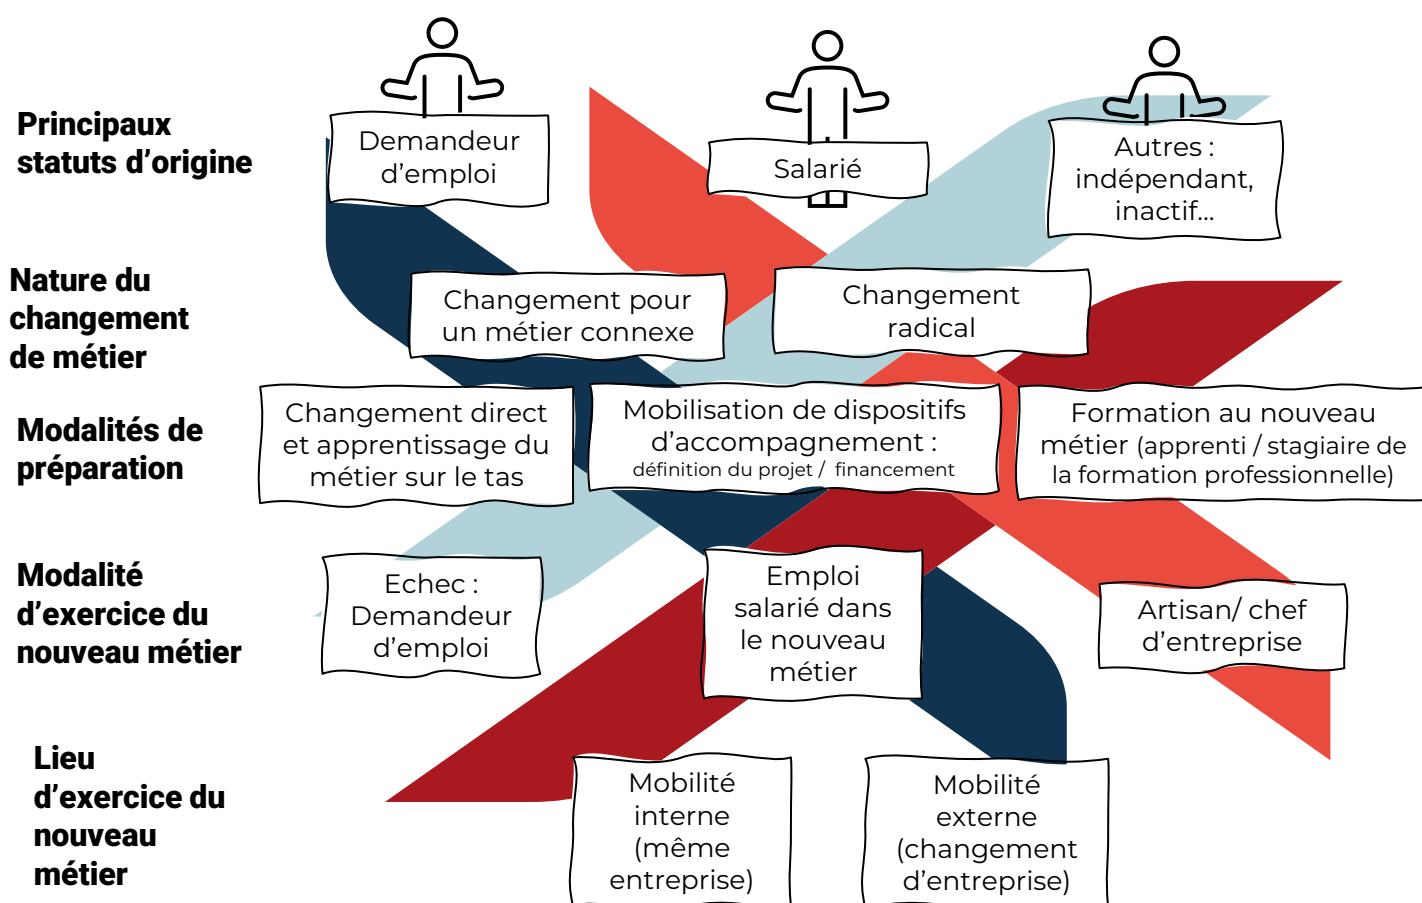 Principaux
statuts d’origine
Demandeur
d’emploi
Salarié
Autres :
indépendant,
inactif…
Nature du
changement
de métier
Changement pour
un métier connexe
Changement
radical
Modalités de
préparation
Changement direct
et apprentissage du
métier sur le tas
Mobilisation de dispositifs
d’accompagnement :
définition du projet / financement
Formation au nouveau
métier (apprenti / stagiaire de
la formation professionnelle)
Modalité
d’exercice du
nouveau métier
Echec :
Demandeur
d’emploi
Emploi
salarié dans
le nouveau
métier
Artisan/ chef
d’entreprise
Lieu
d’exercice du
nouveau
métier
Mobilité
interne
(même
entreprise)
Mobilité
externe
(changement
d’entreprise)